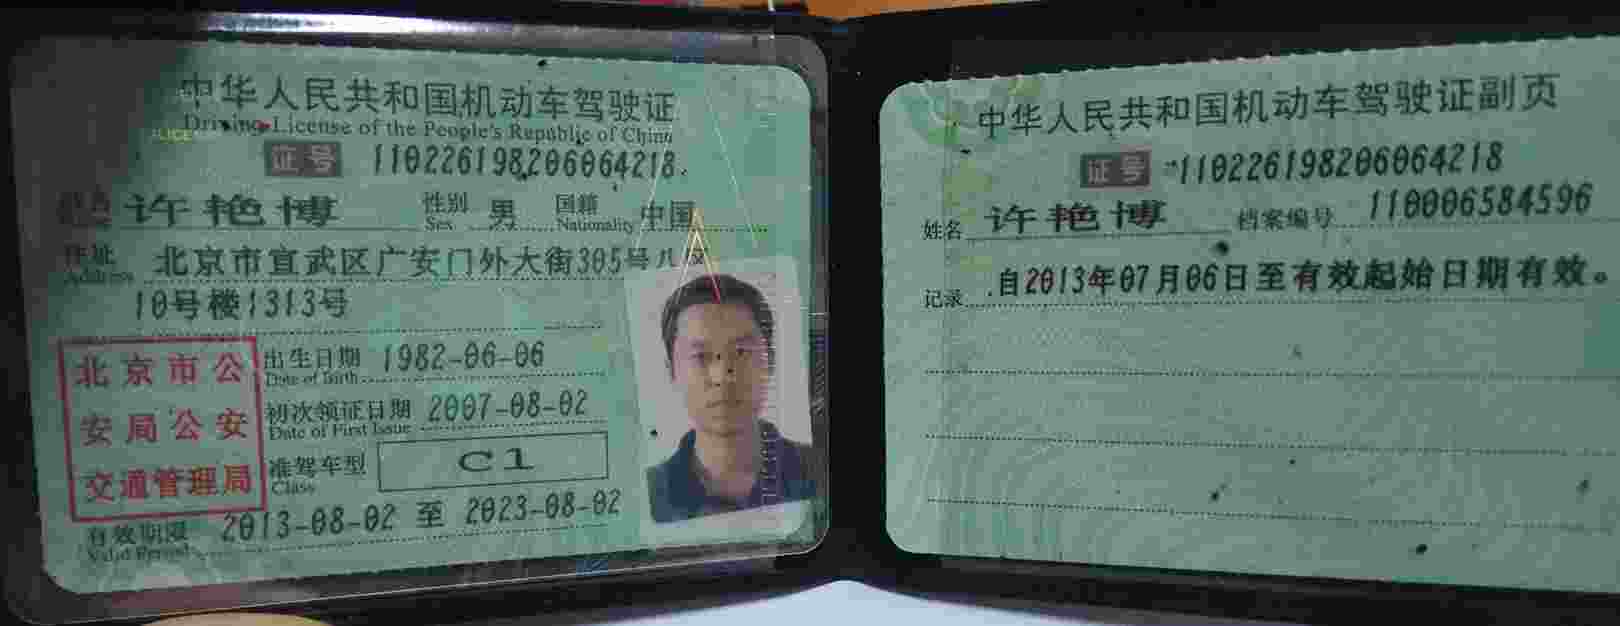 中华人民共和国机动车驾驶证
Driving License of the People's Republic of China
证号 110226198206064218
姓名 许艳博 性别 男 国籍 中国
Sex Nationality
住址 北京市宣武区广安门外大街305号八区
Address
10号楼1313号
北京市公
安局公安
交通管理局
出生日期 1982-06-06
Date of Birth
初次领证日期 2007-08-02
Date of First Issue
准驾车型 C1
Class
有效期限 2013-08-02 至 2023-08-02
Valid Period
中华人民共和国机动车驾驶证副页
证号 110226198206064218
姓名 许艳博 档案编号 110006584596
记录 自2013年07月06日至有效起始日期有效。